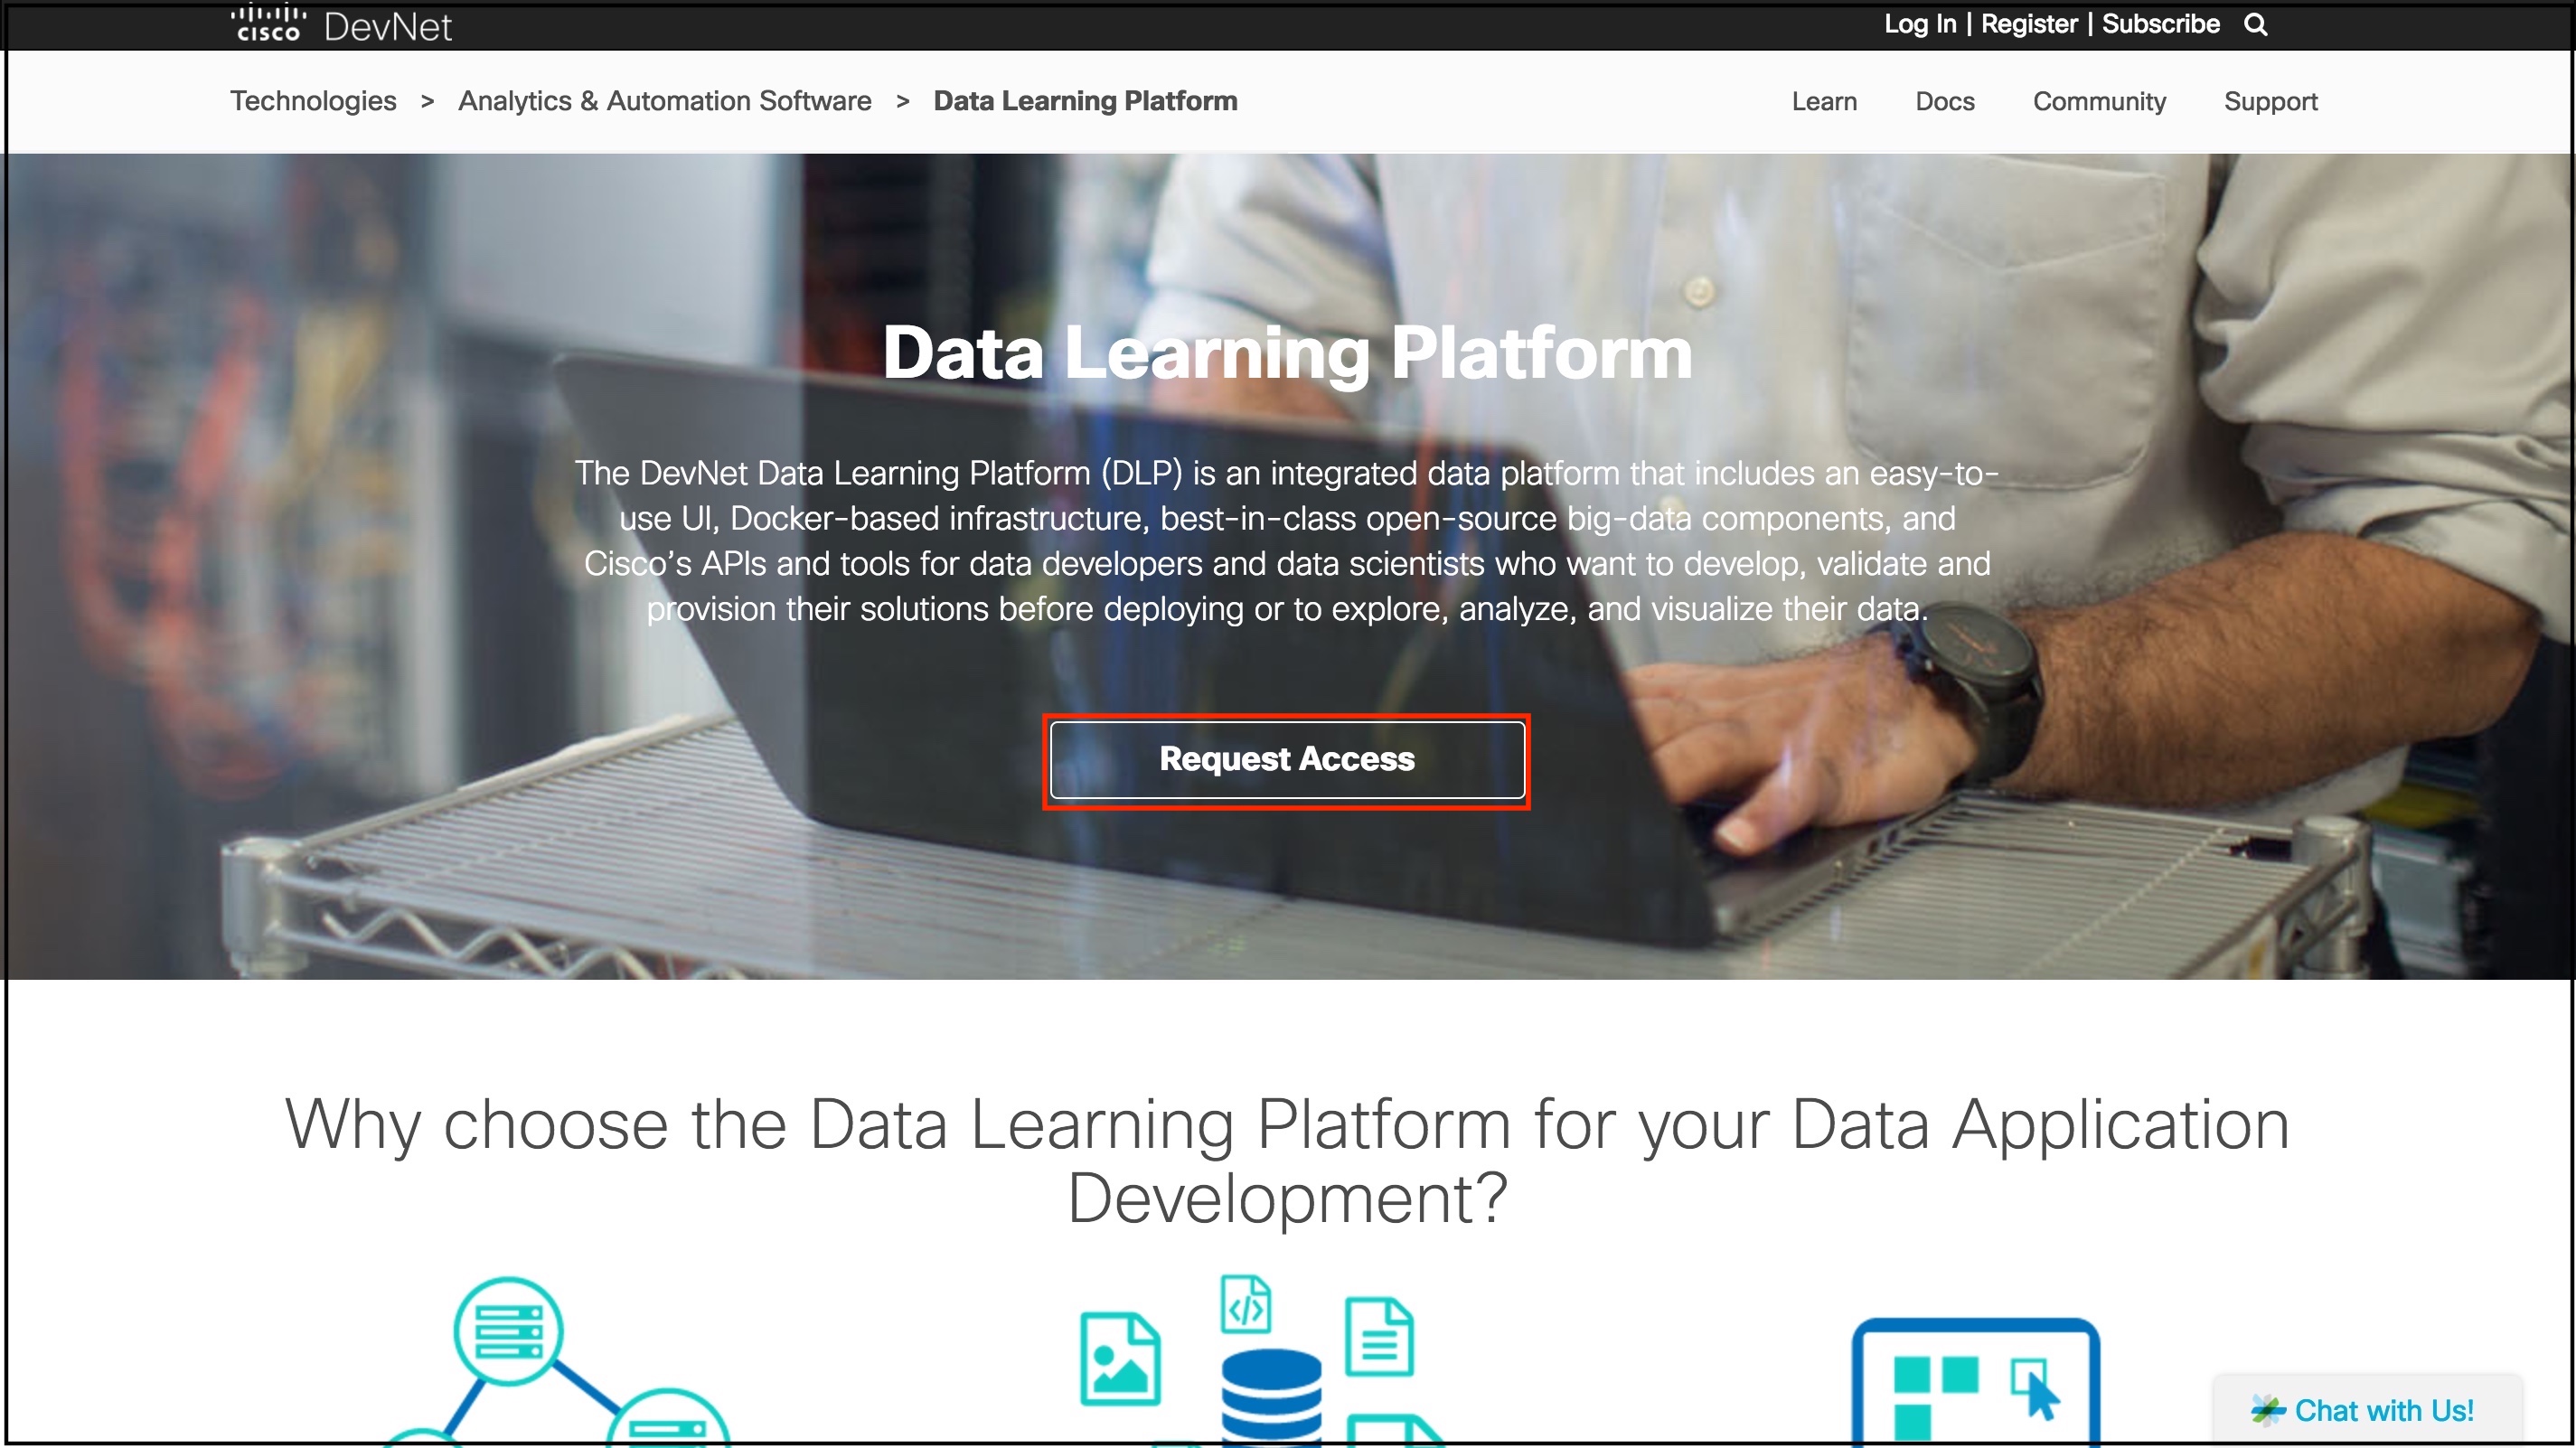 CISCO DevNet
Log In | Register | Subscribe
Technologies > Analytics & Automation Software > Data Learning Platform
Learn Docs Community Support
Data Learning Platform
The DevNet Data Learning Platform (DLP) is an integrated data platform that includes an easy-to-
use UI, Docker-based infrastructure, best-in-class open-source big-data components, and
Cisco's APIs and tools for data developers and data scientists who want to develop, validate and
provision their solutions before deploying or to explore, analyze, and visualize their data.
Request Access
Why choose the Data Learning Platform for your Data Application
Development?
</>
Chat with Us!